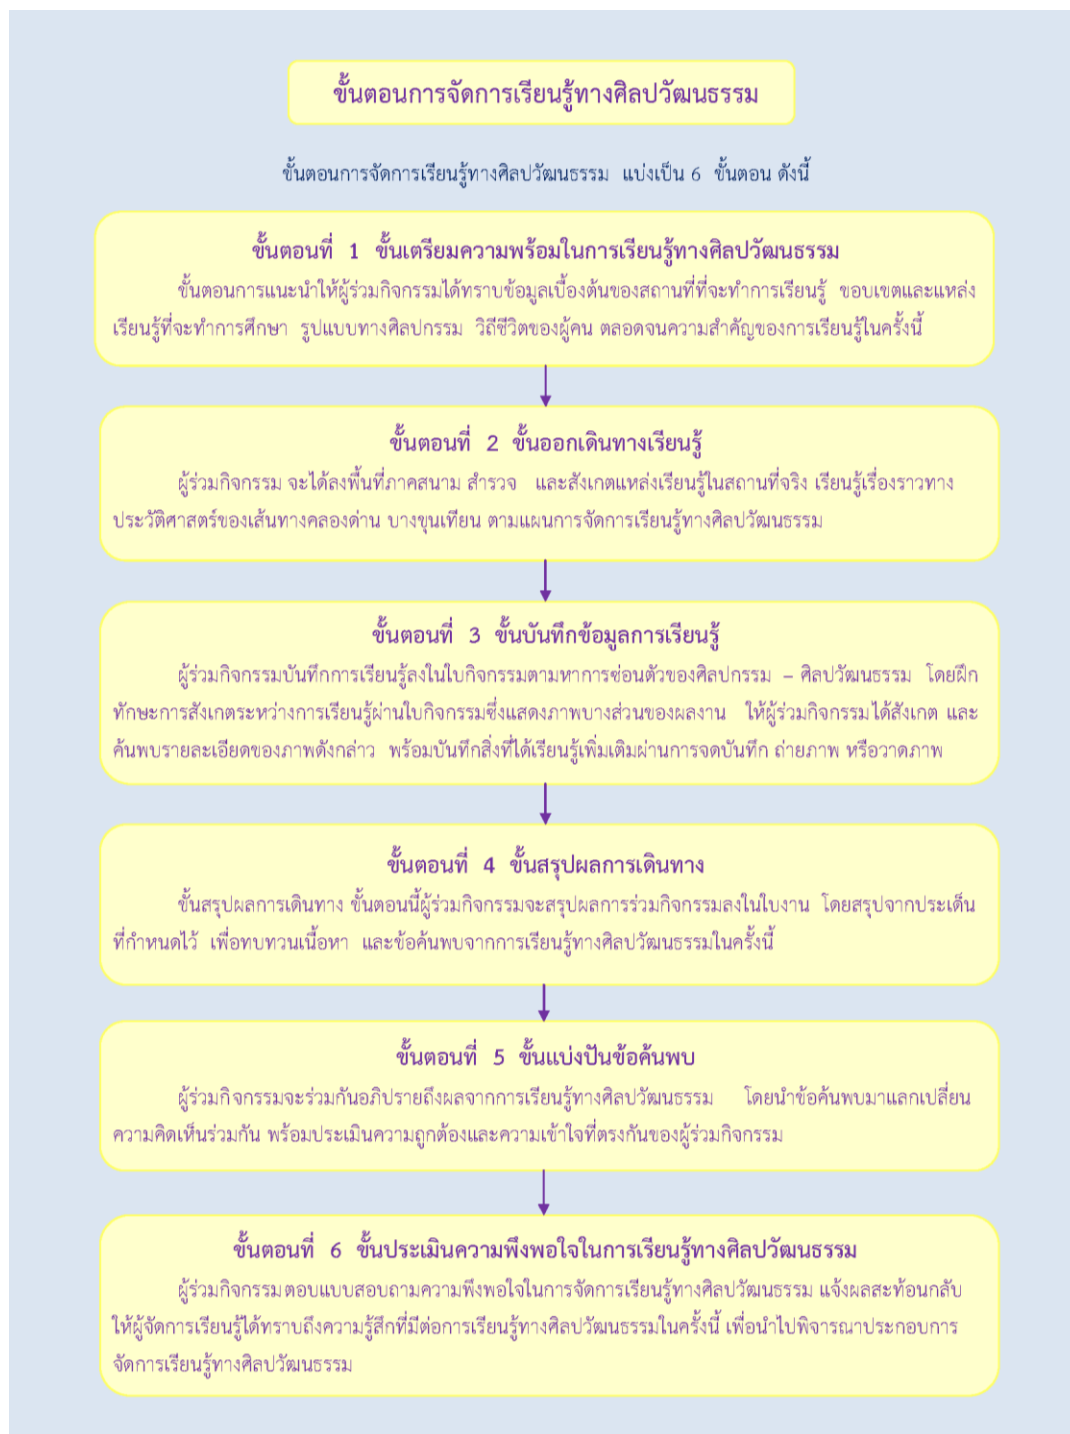 ขั้นตอนการจัดการเรียนรู้ทางศิลปวัฒนธรรม
ขั้นตอนการจัดการเรียนรู้ทางศิลปวัฒนธรรม แบ่งเป็น 6 ขั้นตอน ดังนี้
ขั้นตอนที่ 1 ขั้นเตรียมความพร้อมในการเรียนรู้ทางศิลปวัฒนธรรม
ขั้นตอนการแนะนำให้ผู้ร่วมกิจกรรมได้ทราบข้อมูลเบื้องต้นของสถานที่ที่จะทำการเรียนรู้ ขอบเขตและแหล่ง
เรียนรู้ที่จะทำการศึกษา รูปแบบทางศิลปกรรม วิถีชีวิตของผู้คน ตลอดจนความสำคัญของการเรียนรู้ในครั้งนี้
ขั้นตอนที่ 2 ขั้นออกเดินทางเรียนรู้
ผู้ร่วมกิจกรรม จะได้ลงพื้นที่ภาคสนาม สำรวจ และสังเกตแหล่งเรียนรู้ในสถานที่จริง เรียนรู้เรื่องราวทาง
ประวัติศาสตร์ของเส้นทางคลองด่าน บางขุนเทียน ตามแผนการจัดการเรียนรู้ทางศิลปวัฒนธรรม
ขั้นตอนที่ 3 ขั้นบันทึกข้อมูลการเรียนรู้
ผู้ร่วมกิจกรรมบันทึกการเรียนรู้ลงในใบกิจกรรมตามหาการซ่อนตัวของศิลปกรรม – ศิลปวัฒนธรรม โดยฝึก
ทักษะการสังเกตระหว่างการเรียนรู้ผ่านใบกิจกรรมซึ่งแสดงภาพบางส่วนของผลงาน ให้ผู้ร่วมกิจกรรมได้สังเกต และ
ค้นพบรายละเอียดของภาพดังกล่าว พร้อมบันทึกสิ่งที่ได้เรียนรู้เพิ่มเติมผ่านการจดบันทึก ถ่ายภาพ หรือวาดภาพ
ขั้นตอนที่ 4 ขั้นสรุปผลการเดินทาง
ขั้นสรุปผลการเดินทาง ขั้นตอนนี้ผู้ร่วมกิจกรรมจะสรุปผลการร่วมกิจกรรมลงในใบงาน โดยสรุปจากประเด็น
ที่กำหนดไว้ เพื่อทบทวนเนื้อหา และข้อค้นพบจากการเรียนรู้ทางศิลปวัฒนธรรมในครั้งนี้
ขั้นตอนที่ 5 ขั้นแบ่งปันข้อค้นพบ
ผู้ร่วมกิจกรรมจะร่วมกันอภิปรายถึงผลจากการเรียนรู้ทางศิลปวัฒนธรรม โดยนำข้อค้นพบมาแลกเปลี่ยน
ความคิดเห็นร่วมกัน พร้อมประเมินความถูกต้องและความเข้าใจที่ตรงกันของผู้ร่วมกิจกรรม
ขั้นตอนที่ 6 ขั้นประเมินความพึงพอใจในการเรียนรู้ทางศิลปวัฒนธรรม
ผู้ร่วมกิจกรรมตอบแบบสอบถามความพึงพอใจในการจัดการเรียนรู้ทางศิลปวัฒนธรรม แจ้งผลสะท้อนกลับ
ให้ผู้จัดการเรียนรู้ได้ทราบถึงความรู้สึกที่มีต่อการเรียนรู้ทางศิลปวัฒนธรรมในครั้งนี้ เพื่อนำไปพิจารณาประกอบการ
จัดการเรียนรู้ทางศิลปวัฒนธรรม